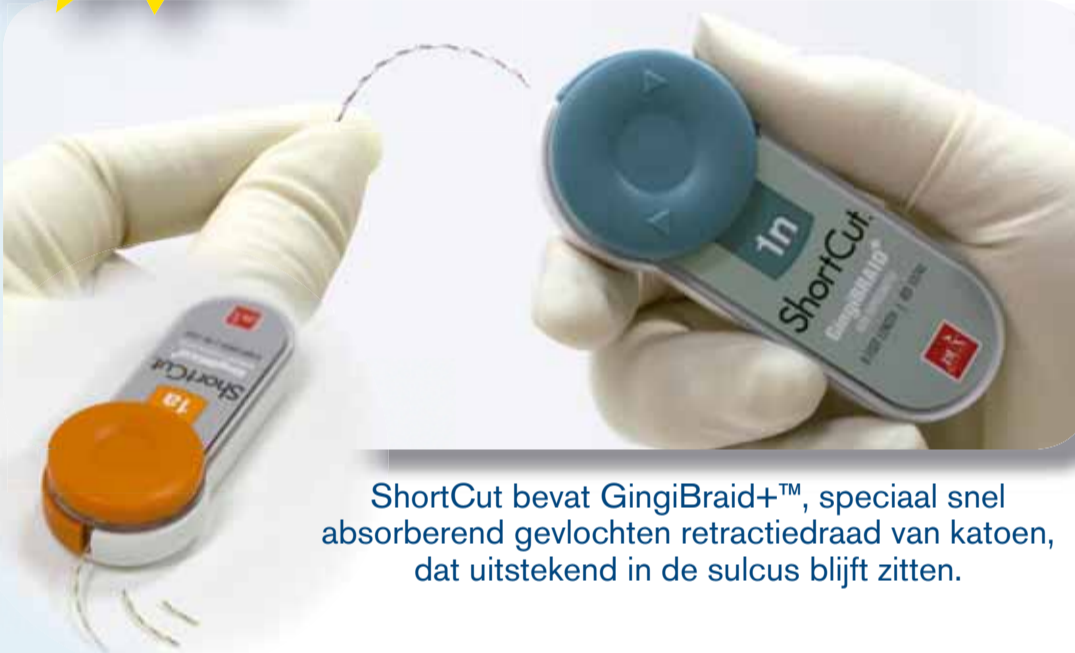 1n
ShortCut.
GingiBRAID®
1a
ShortCut
ShortCut bevat GingiBraid+™, speciaal snel
absorberend gevlochten retractiedraad van katoen,
dat uitstekend in de sulcus blijft zitten.